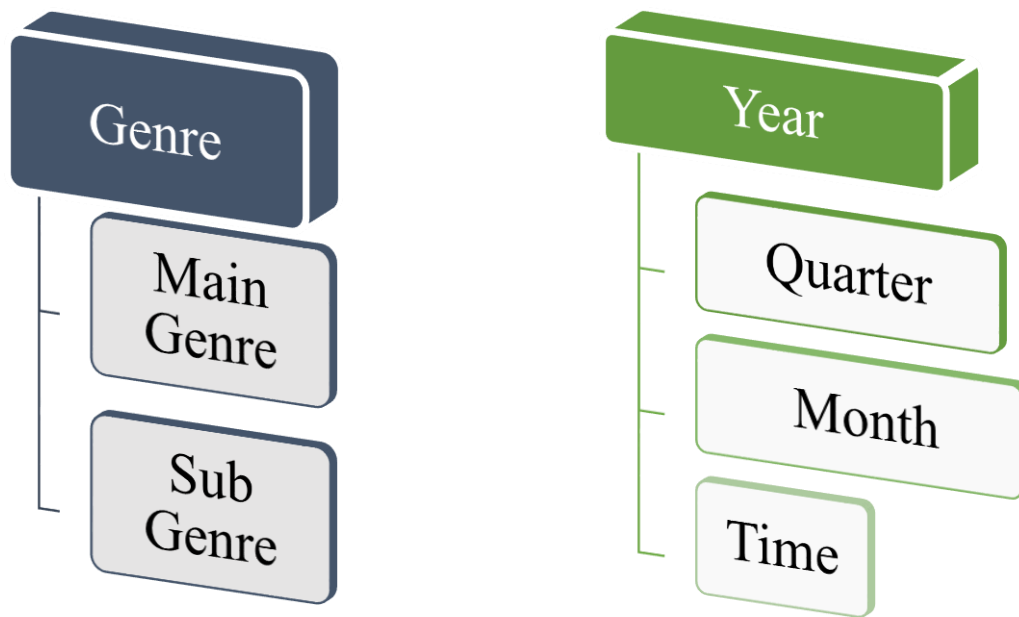 Genre
Main
Genre
Sub
Genre
Year
Quarter
Month
Time